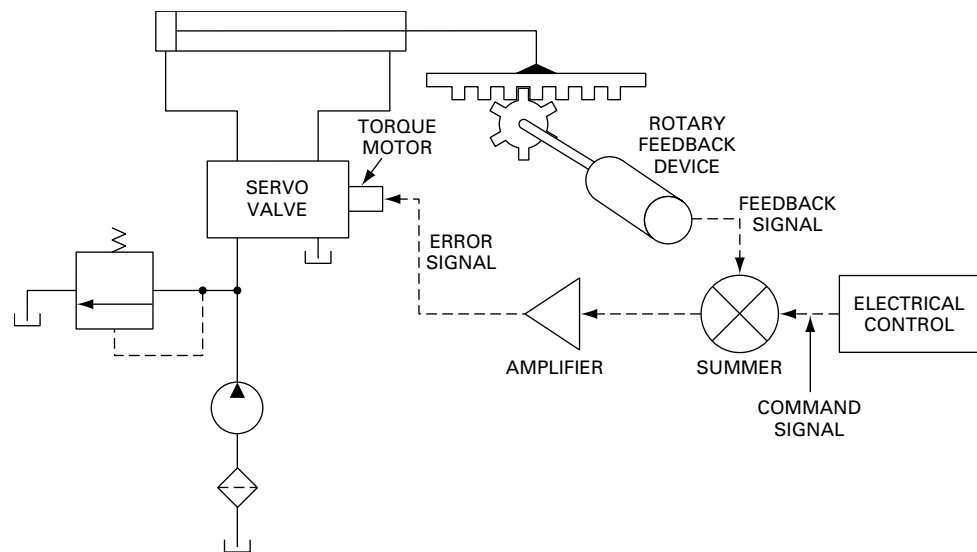 TORQUE
MOTOR
SERVO
VALVE
ROTARY
FEEDBACK
DEVICE
FEEDBACK
SIGNAL
ERROR
SIGNAL
ELECTRICAL
CONTROL
AMPLIFIER
SUMMER
COMMAND
SIGNAL